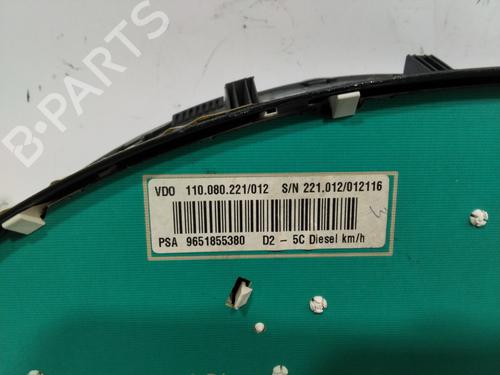 B-PARTS
VDO 110.080.221/012 S/N 221.012/012116
PSA 9651855380 D2 - 5C Diesel km/h